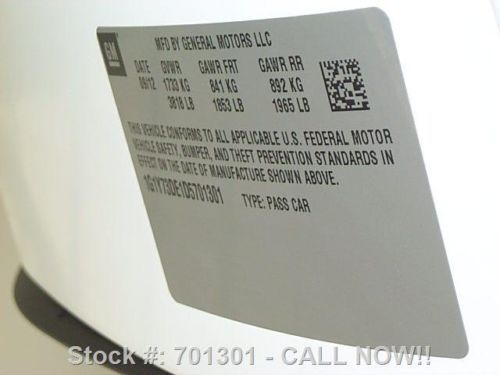 GM
MFD BY GENERAL MOTORS LLC
DATE GVWR GAWR FRT GAWR RR
09/12 1733 KG 841 KG 892 KG
3818 LB 1853 LB 1965 LB
THIS VEHICLE CONFORMS TO ALL APPLICABLE U.S. FEDERAL MOTOR
VEHICLE SAFETY, BUMPER, AND THEFT PREVENTION STANDARDS IN
EFFECT ON THE DATE OF MANUFACTURE SHOWN ABOVE.
1G1Y73DE1D5701301 TYPE: PASS CAR
Stock #: 701301 - CALL NOW!!